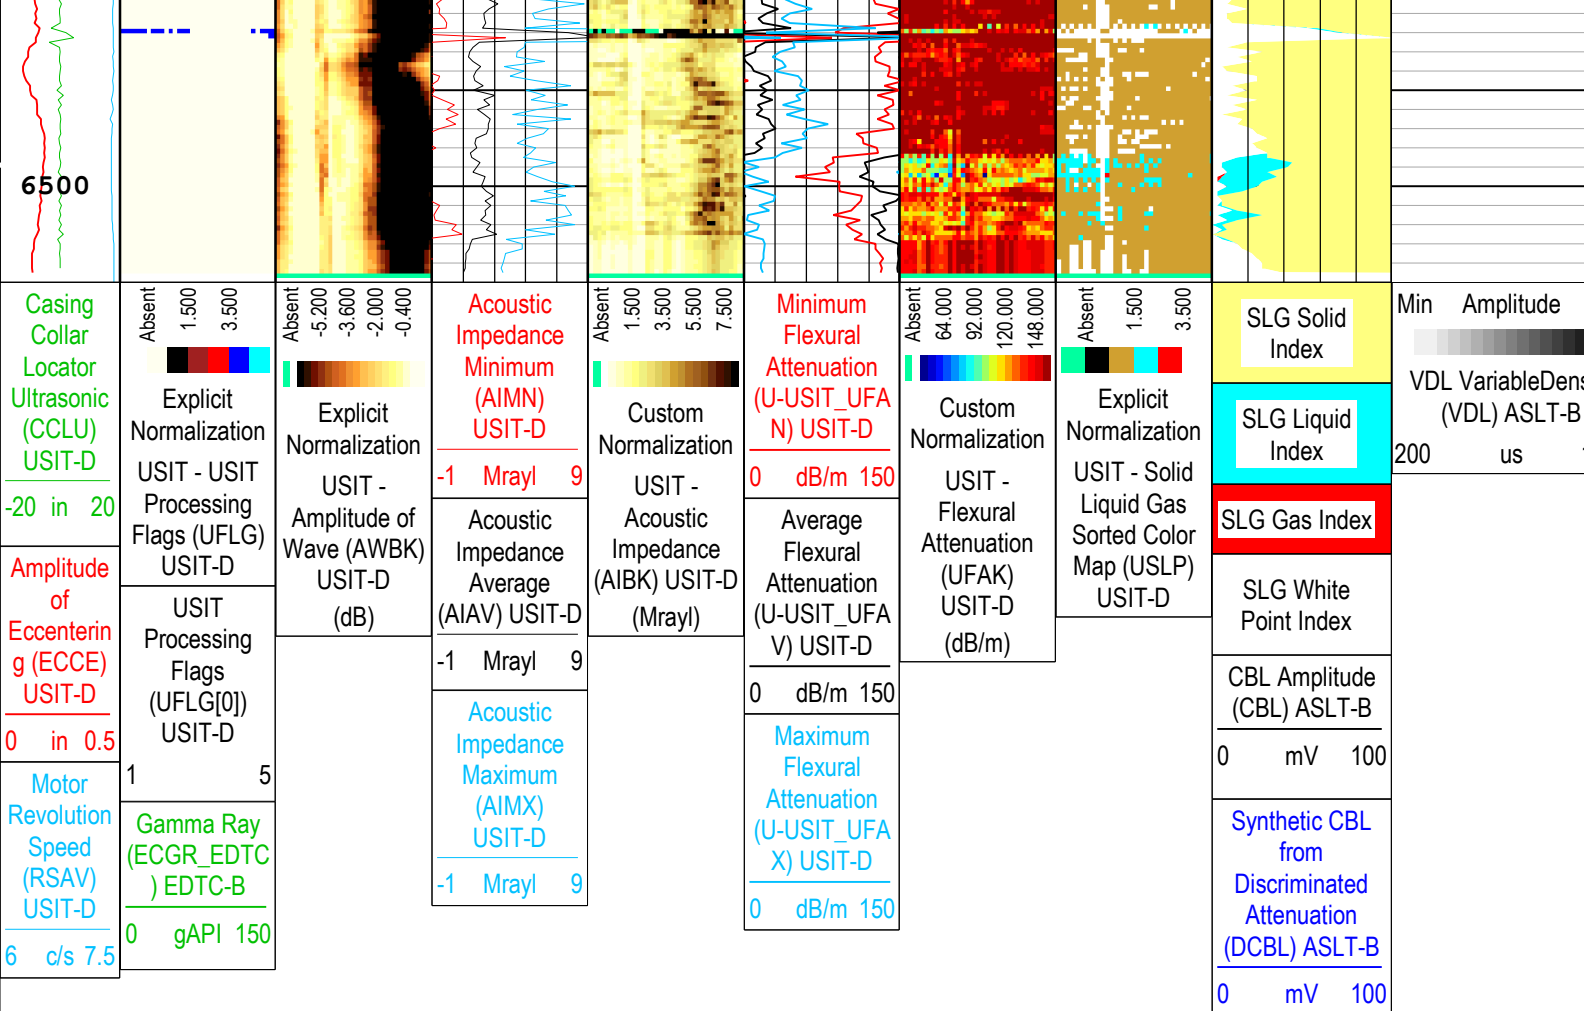 6500
Casing
Collar
Locator
Ultrasonic
(CCLU)
USIT-D
-20 in 20
Amplitude
of
Eccenterin
g (ECCE)
USIT-D
0 in 0.5
Motor
Revolution
Speed
(RSAV)
USIT-D
6 c/s 7.5
Absent 1.500 3.500
Explicit
Normalization
USIT - USIT
Processing
Flags (UFLG)
USIT-D
USIT
Processing
Flags
(UFLG[0])
USIT-D
1 5
Gamma Ray
(ECGR_EDTC
) EDTC-B
0 gAPI 150
Absent -5.200 -3.600 -2.000 -0.400
Explicit
Normalization
USIT -
Amplitude of
Wave (AWBK)
USIT-D
(dB)
Acoustic
Impedance
Minimum
(AIMN)
USIT-D
-1 Mrayl 9
Acoustic
Impedance
Average
(AIAV) USIT-D
-1 Mrayl 9
Acoustic
Impedance
Maximum
(AIMX)
USIT-D
-1 Mrayl 9
Absent 1.500 3.500 5.500 7.500
Custom
Normalization
USIT -
Acoustic
Impedance
(AIBK) USIT-D
(Mrayl)
Minimum
Flexural
Attenuation
(U-USIT_UFA
N) USIT-D
0 dB/m 150
Average
Flexural
Attenuation
(U-USIT_UFA
V) USIT-D
0 dB/m 150
Maximum
Flexural
Attenuation
(U-USIT_UFA
X) USIT-D
0 dB/m 150
Absent 64.000 92.000 120.000 148.000
Custom
Normalization
USIT -
Flexural
Attenuation
(UFAK)
USIT-D
(dB/m)
Absent 1.500 3.500
Explicit
Normalization
USIT - Solid
Liquid Gas
Sorted Color
Map (USLP)
USIT-D
SLG Solid
Index
SLG Liquid
Index
SLG Gas Index
SLG White
Point Index
CBL Amplitude
(CBL) ASLT-B
0 mV 100
Synthetic CBL
from
Discriminated
Attenuation
(DCBL) ASLT-B
0 mV 100
Min Amplitude
VDL VariableDens
(VDL) ASLT-B
200 us